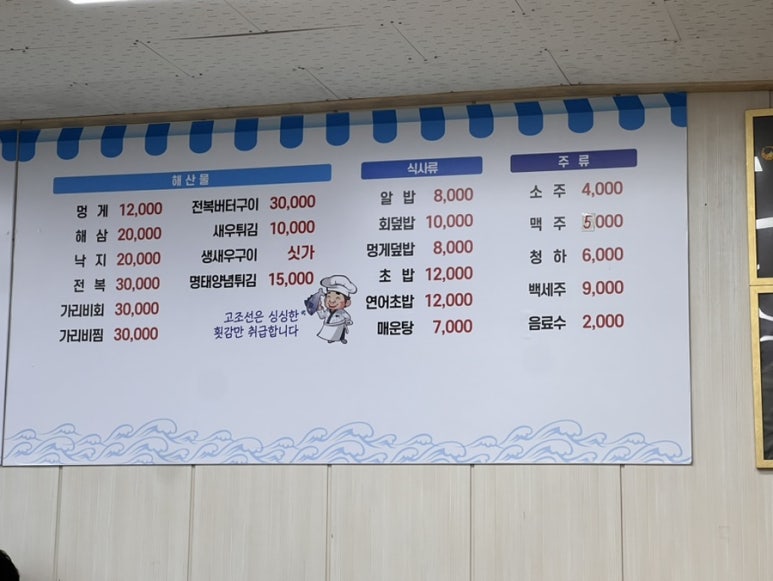 해산물
멍게 12,000
해삼 20,000
낙지 20,000
전복 30,000
가리비회 30,000
가리비찜 30,000
전복버터구이 30,000
새우튀김 10,000
생새우구이 싯가
명태양념튀김 15,000
고조선은 싱싱한
횟감만 취급합니다
식사류
알밥 8,000
회덮밥 10,000
멍게덮밥 8,000
초밥 12,000
연어초밥 12,000
매운탕 7,000
주류
소주 4,000
맥주 5,000
청하 6,000
백세주 9,000
음료수 2,000